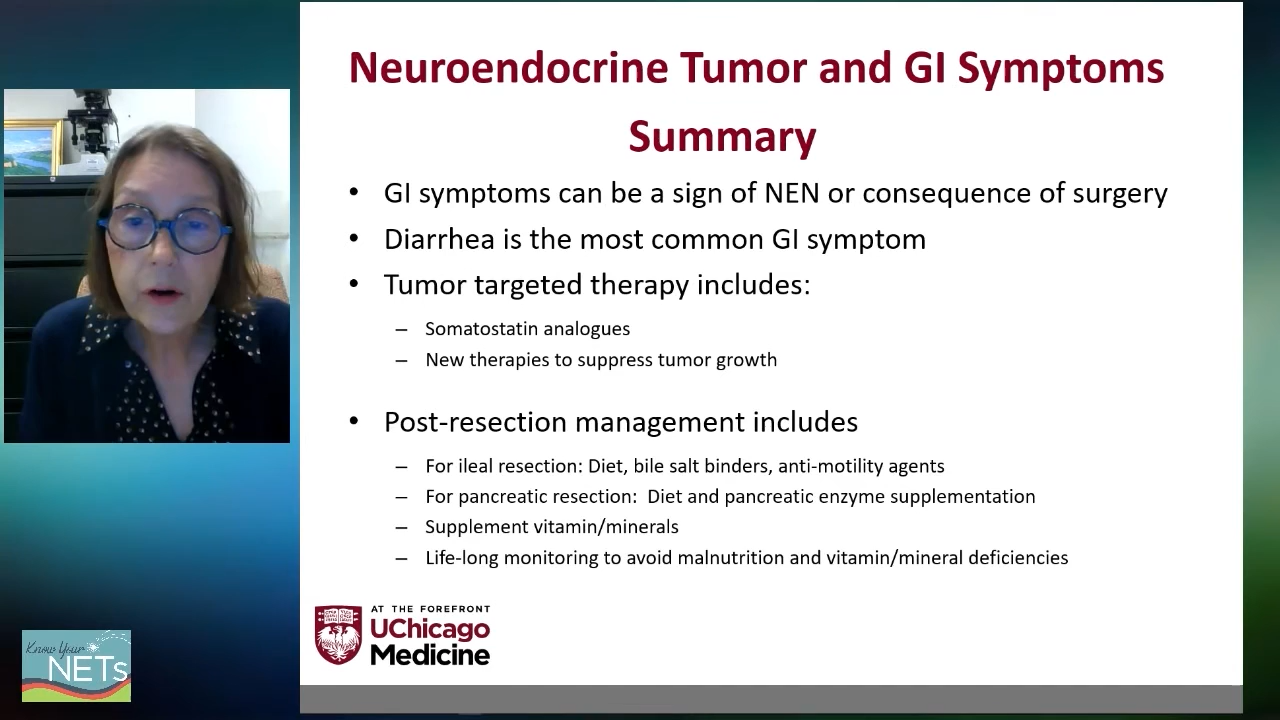 Neuroendocrine Tumor and GI Symptoms
Summary
• GI symptoms can be a sign of NEN or consequence of surgery
• Diarrhea is the most common GI symptom
• Tumor targeted therapy includes:
– Somatostatin analogues
– New therapies to suppress tumor growth
• Post-resection management includes
– For ileal resection: Diet, bile salt binders, anti-motility agents
– For pancreatic resection: Diet and pancreatic enzyme supplementation
– Supplement vitamin/minerals
– Life-long monitoring to avoid malnutrition and vitamin/mineral deficiencies
AT THE FOREFRONT
UChicago
Medicine
Know Your
NETs